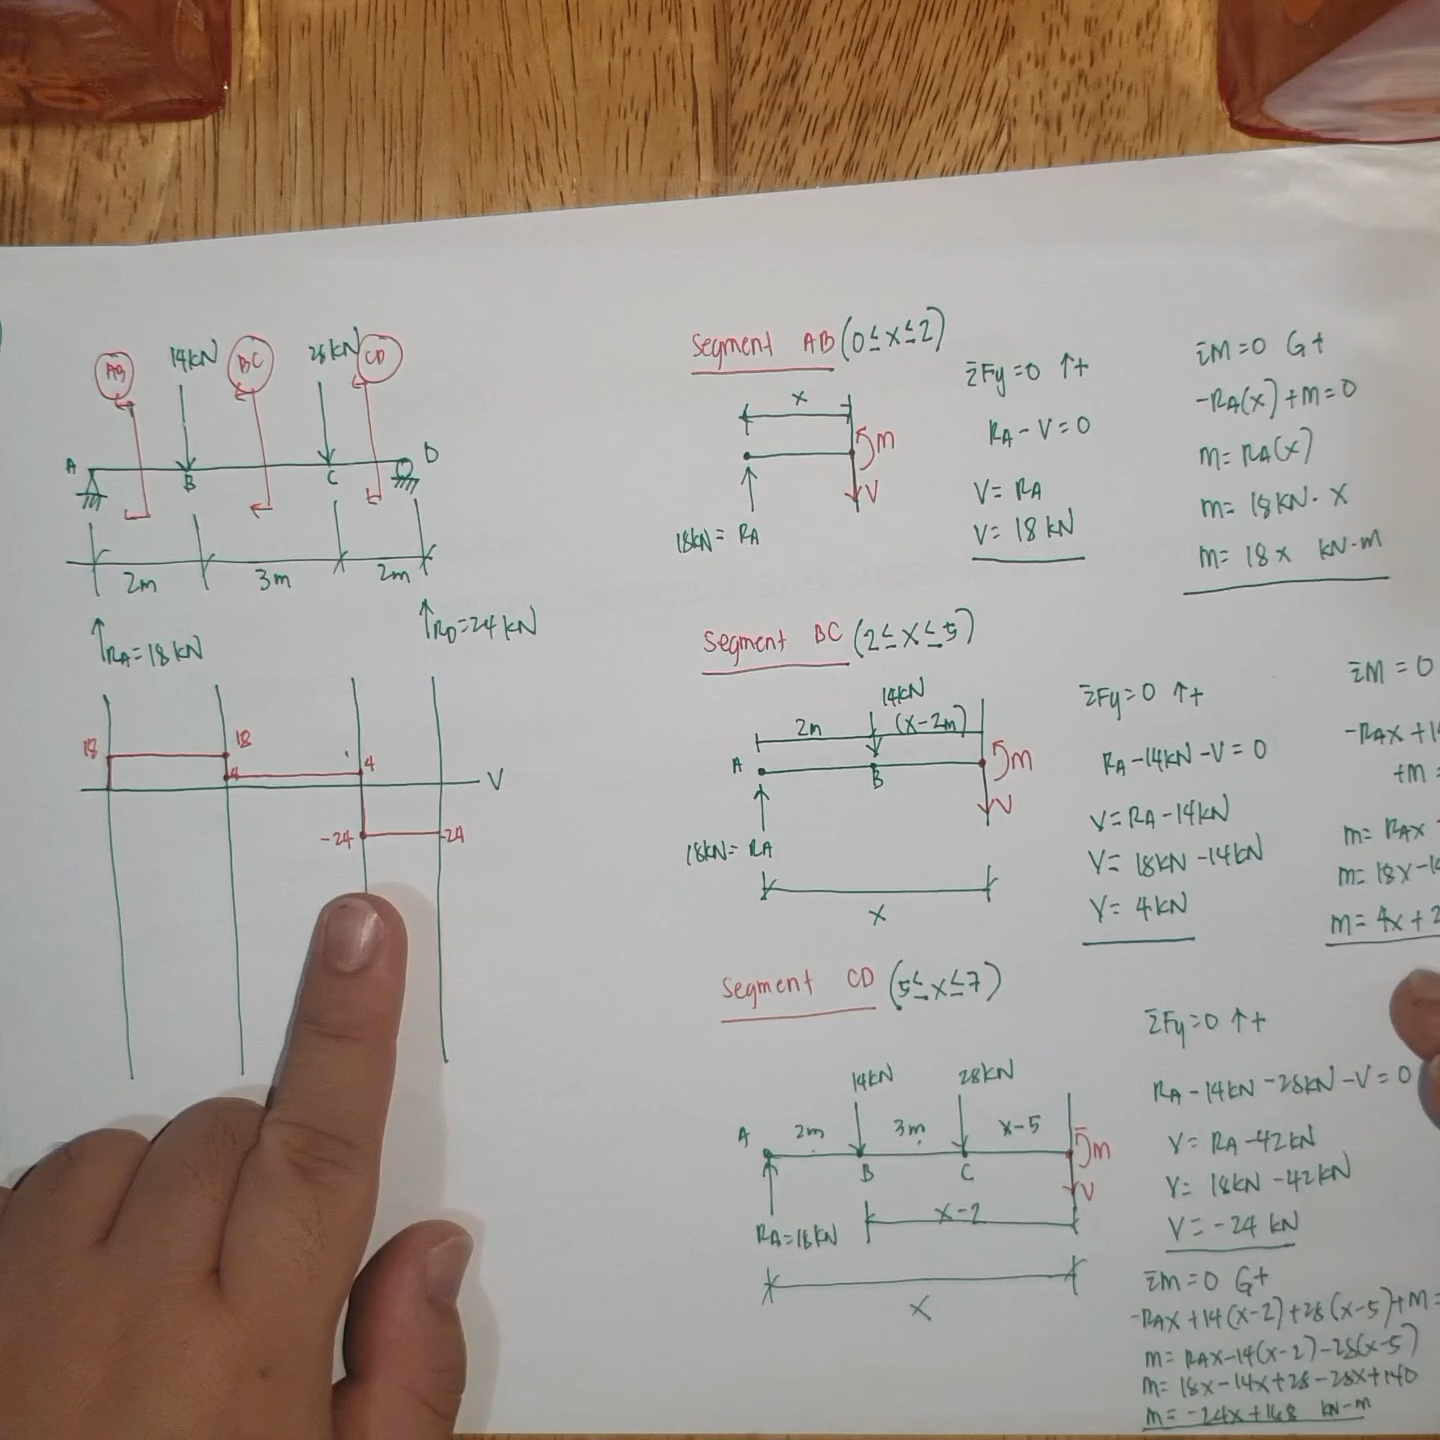 AB 14kN BC 28kN CD
A B C D
2m 3m 2m
RA=18kN RD=24kN
18 18 4 4 V
-24 -24
Segment AB (0≤x≤2)
x
M
V
18kN= RA
ΣFy=0 ↑+
RA-V=0
V= RA
V= 18 kN
ΣM=0 G+
-RA(x)+M=0
M= RA(x)
M= 18kN· x
M= 18x kN-m
Segment BC (2≤x≤5)
14kN
2m (x-2m)
A B M
V
18kN= RA
x
ΣFy=0 ↑+
RA-14kN-V=0
V=RA-14kN
V= 18kN-14kN
V= 4kN
ΣM=0
-RAx+1
+M=
M= RAx
M= 18x-1
M= 4x+2
Segment CD (5≤x≤7)
14kN 28kN
A 2m 3m x-5 M
B C V
RA=18kN x-2
x
ΣFy=0 ↑+
RA-14kN-28kN-V=0
V= RA-42kN
V= 18kN-42kN
V= -24 kN
ΣM=0 G+
-RAx+14(x-2)+28(x-5)+M=
M= RAx-14(x-2)-28(x-5)
M= 18x-14x+28-28x+140
M= -24x+168 kN-m